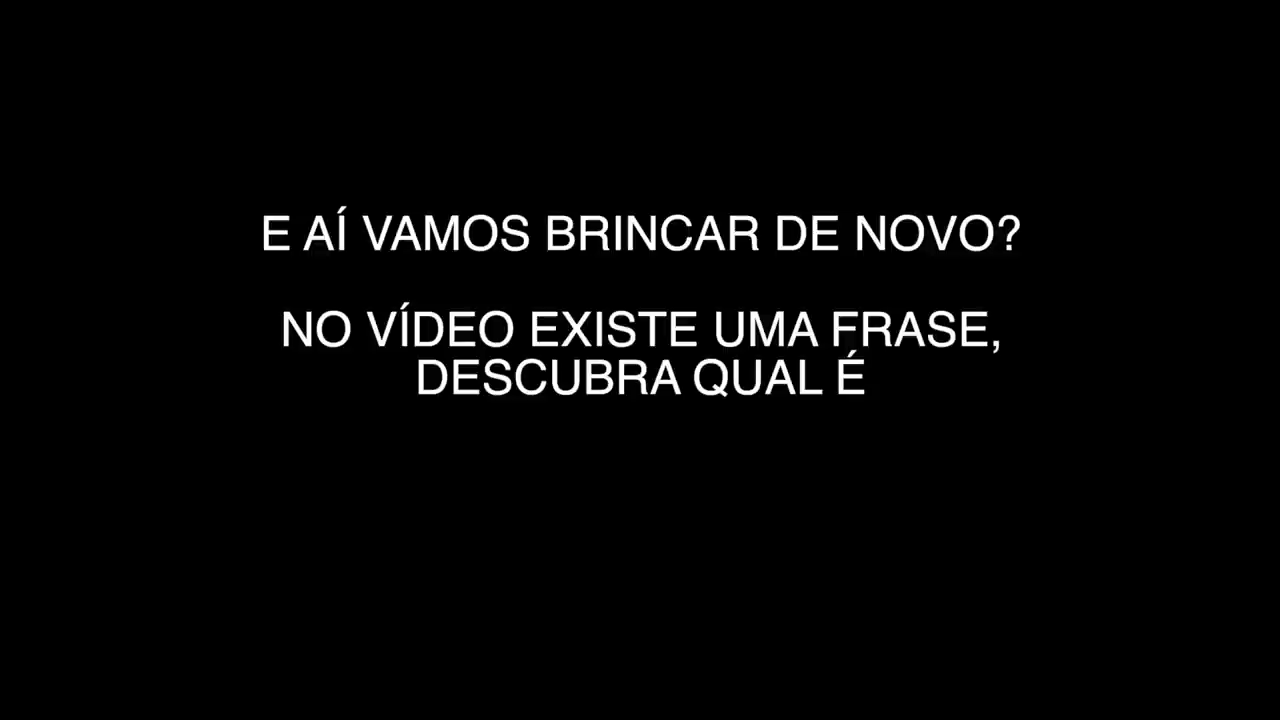 E AÍ VAMOS BRINCAR DE NOVO?
NO VÍDEO EXISTE UMA FRASE,
DESCUBRA QUAL É